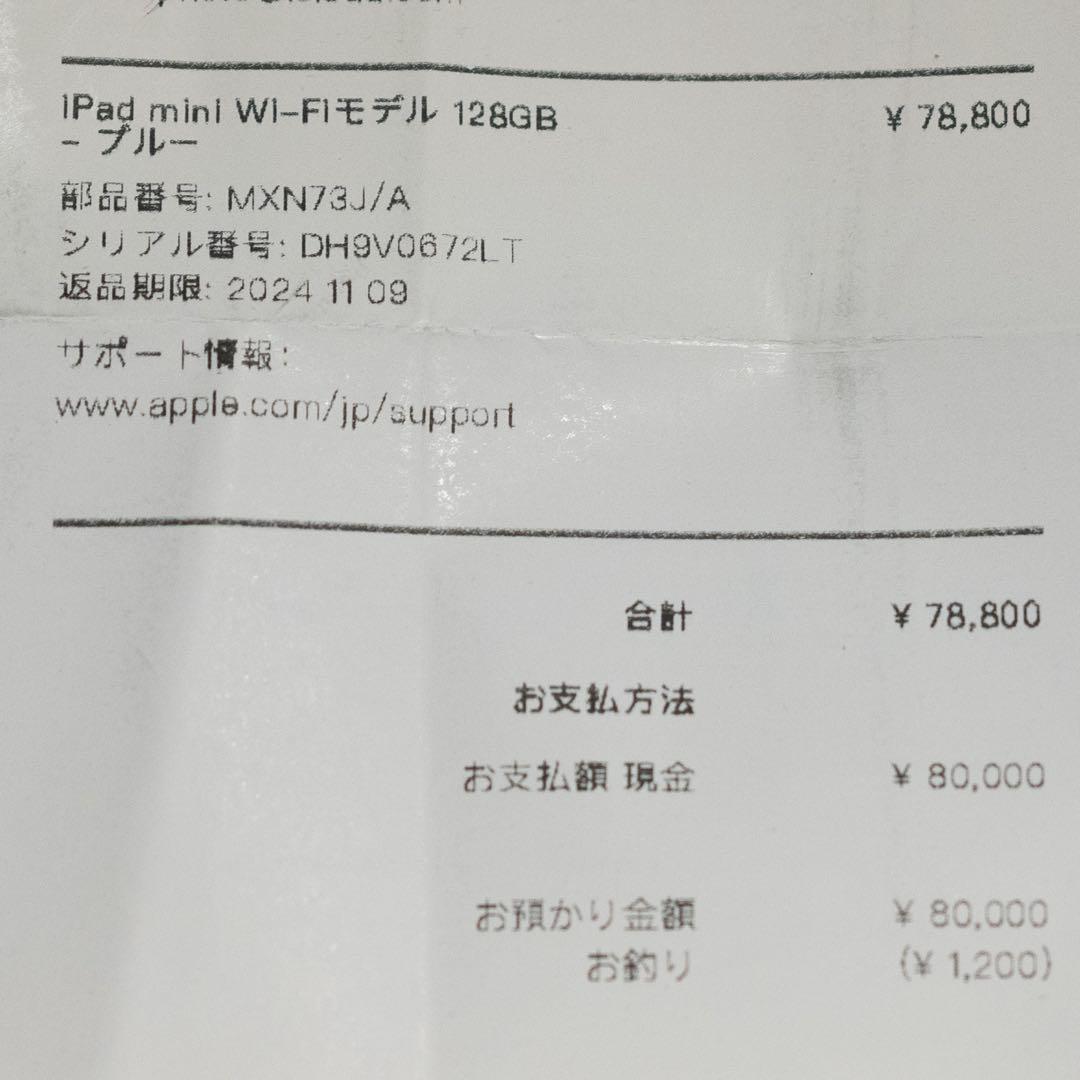 iPad mini Wi-Fiモデル 128GB ¥ 78,800
- ブルー
部品番号: MXN73J/A
シリアル番号: DH9V0672LT
返品期限: 2024 11 09
サポート情報:
www.apple.com/jp/support
合計 ¥ 78,800
お支払方法
お支払額 現金 ¥ 80,000
お預かり金額 ¥ 80,000
お釣り (¥ 1,200)